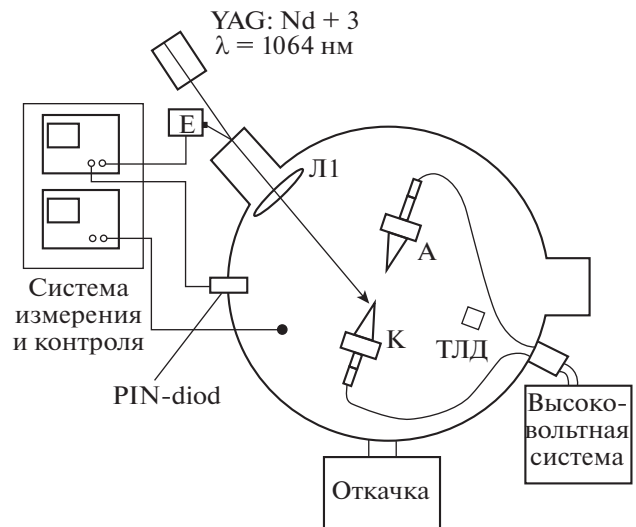 YAG: Nd + 3
λ = 1064 нм
E
Л1
A
K
ТЛД
Система
измерения
и контроля
PIN-diod
Высоко-
вольтная
система
Откачка